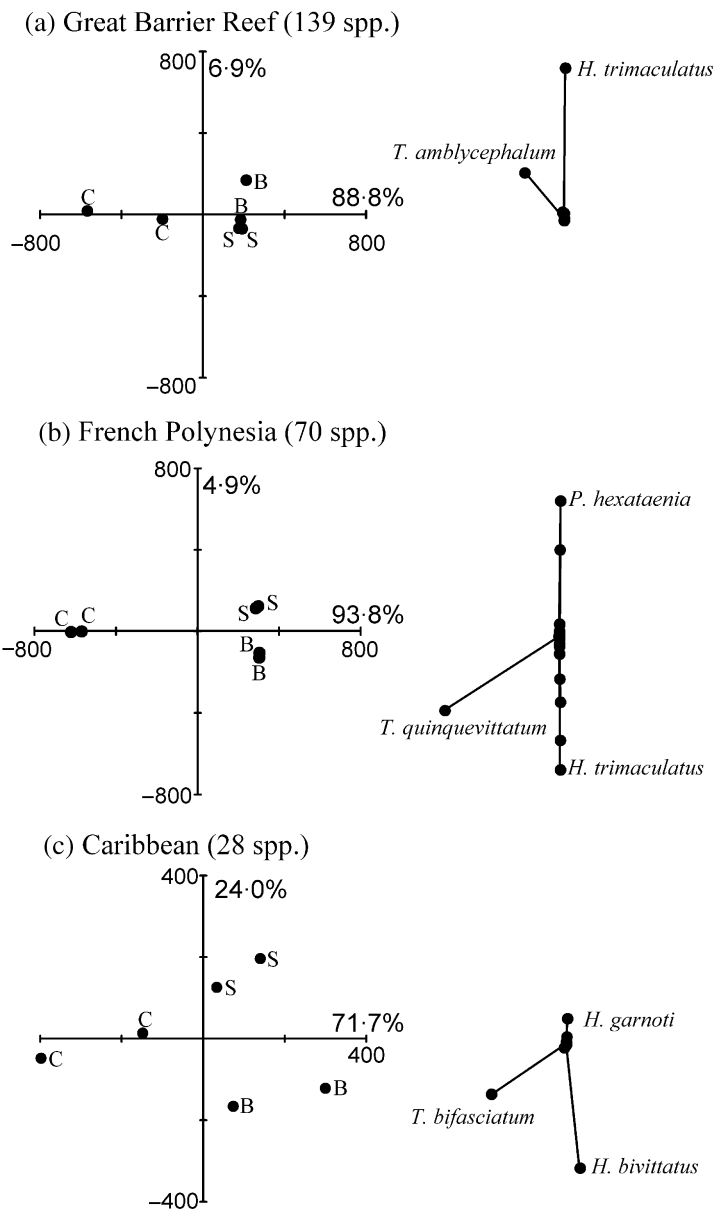 (a) Great Barrier Reef (139 spp.)
800
6·9%
H. trimaculatus
T. amblycephalum
B
C
B
88·8%
C
S
S
−800
800
−800
(b) French Polynesia (70 spp.)
800
4·9%
P. hexataenia
S
S
C
C
93·8%
−800
B
800
B
T. quinquevittatum
H. trimaculatus
−800
(c) Caribbean (28 spp.)
400
24·0%
S
S
C
71·7%
H. garnoti
C
400
B
B
T. bifasciatum
H. bivittatus
−400